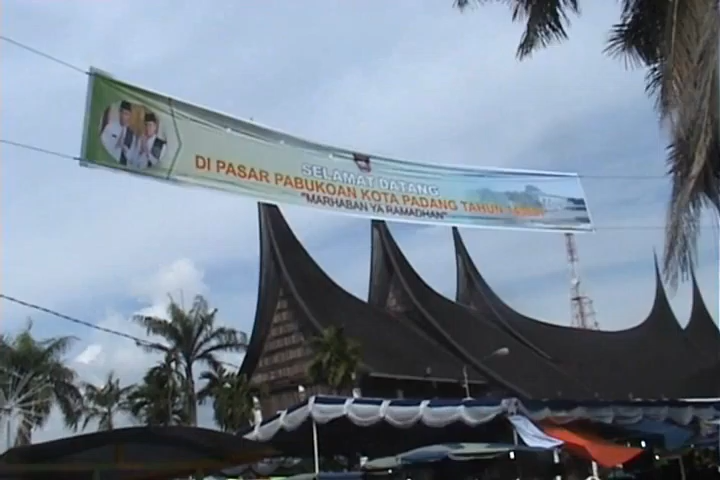 SELAMAT DATANG
DI PASAR PABUKOAN KOTA PADANG TAHUN
"MARHABAN YA RAMADHAN"